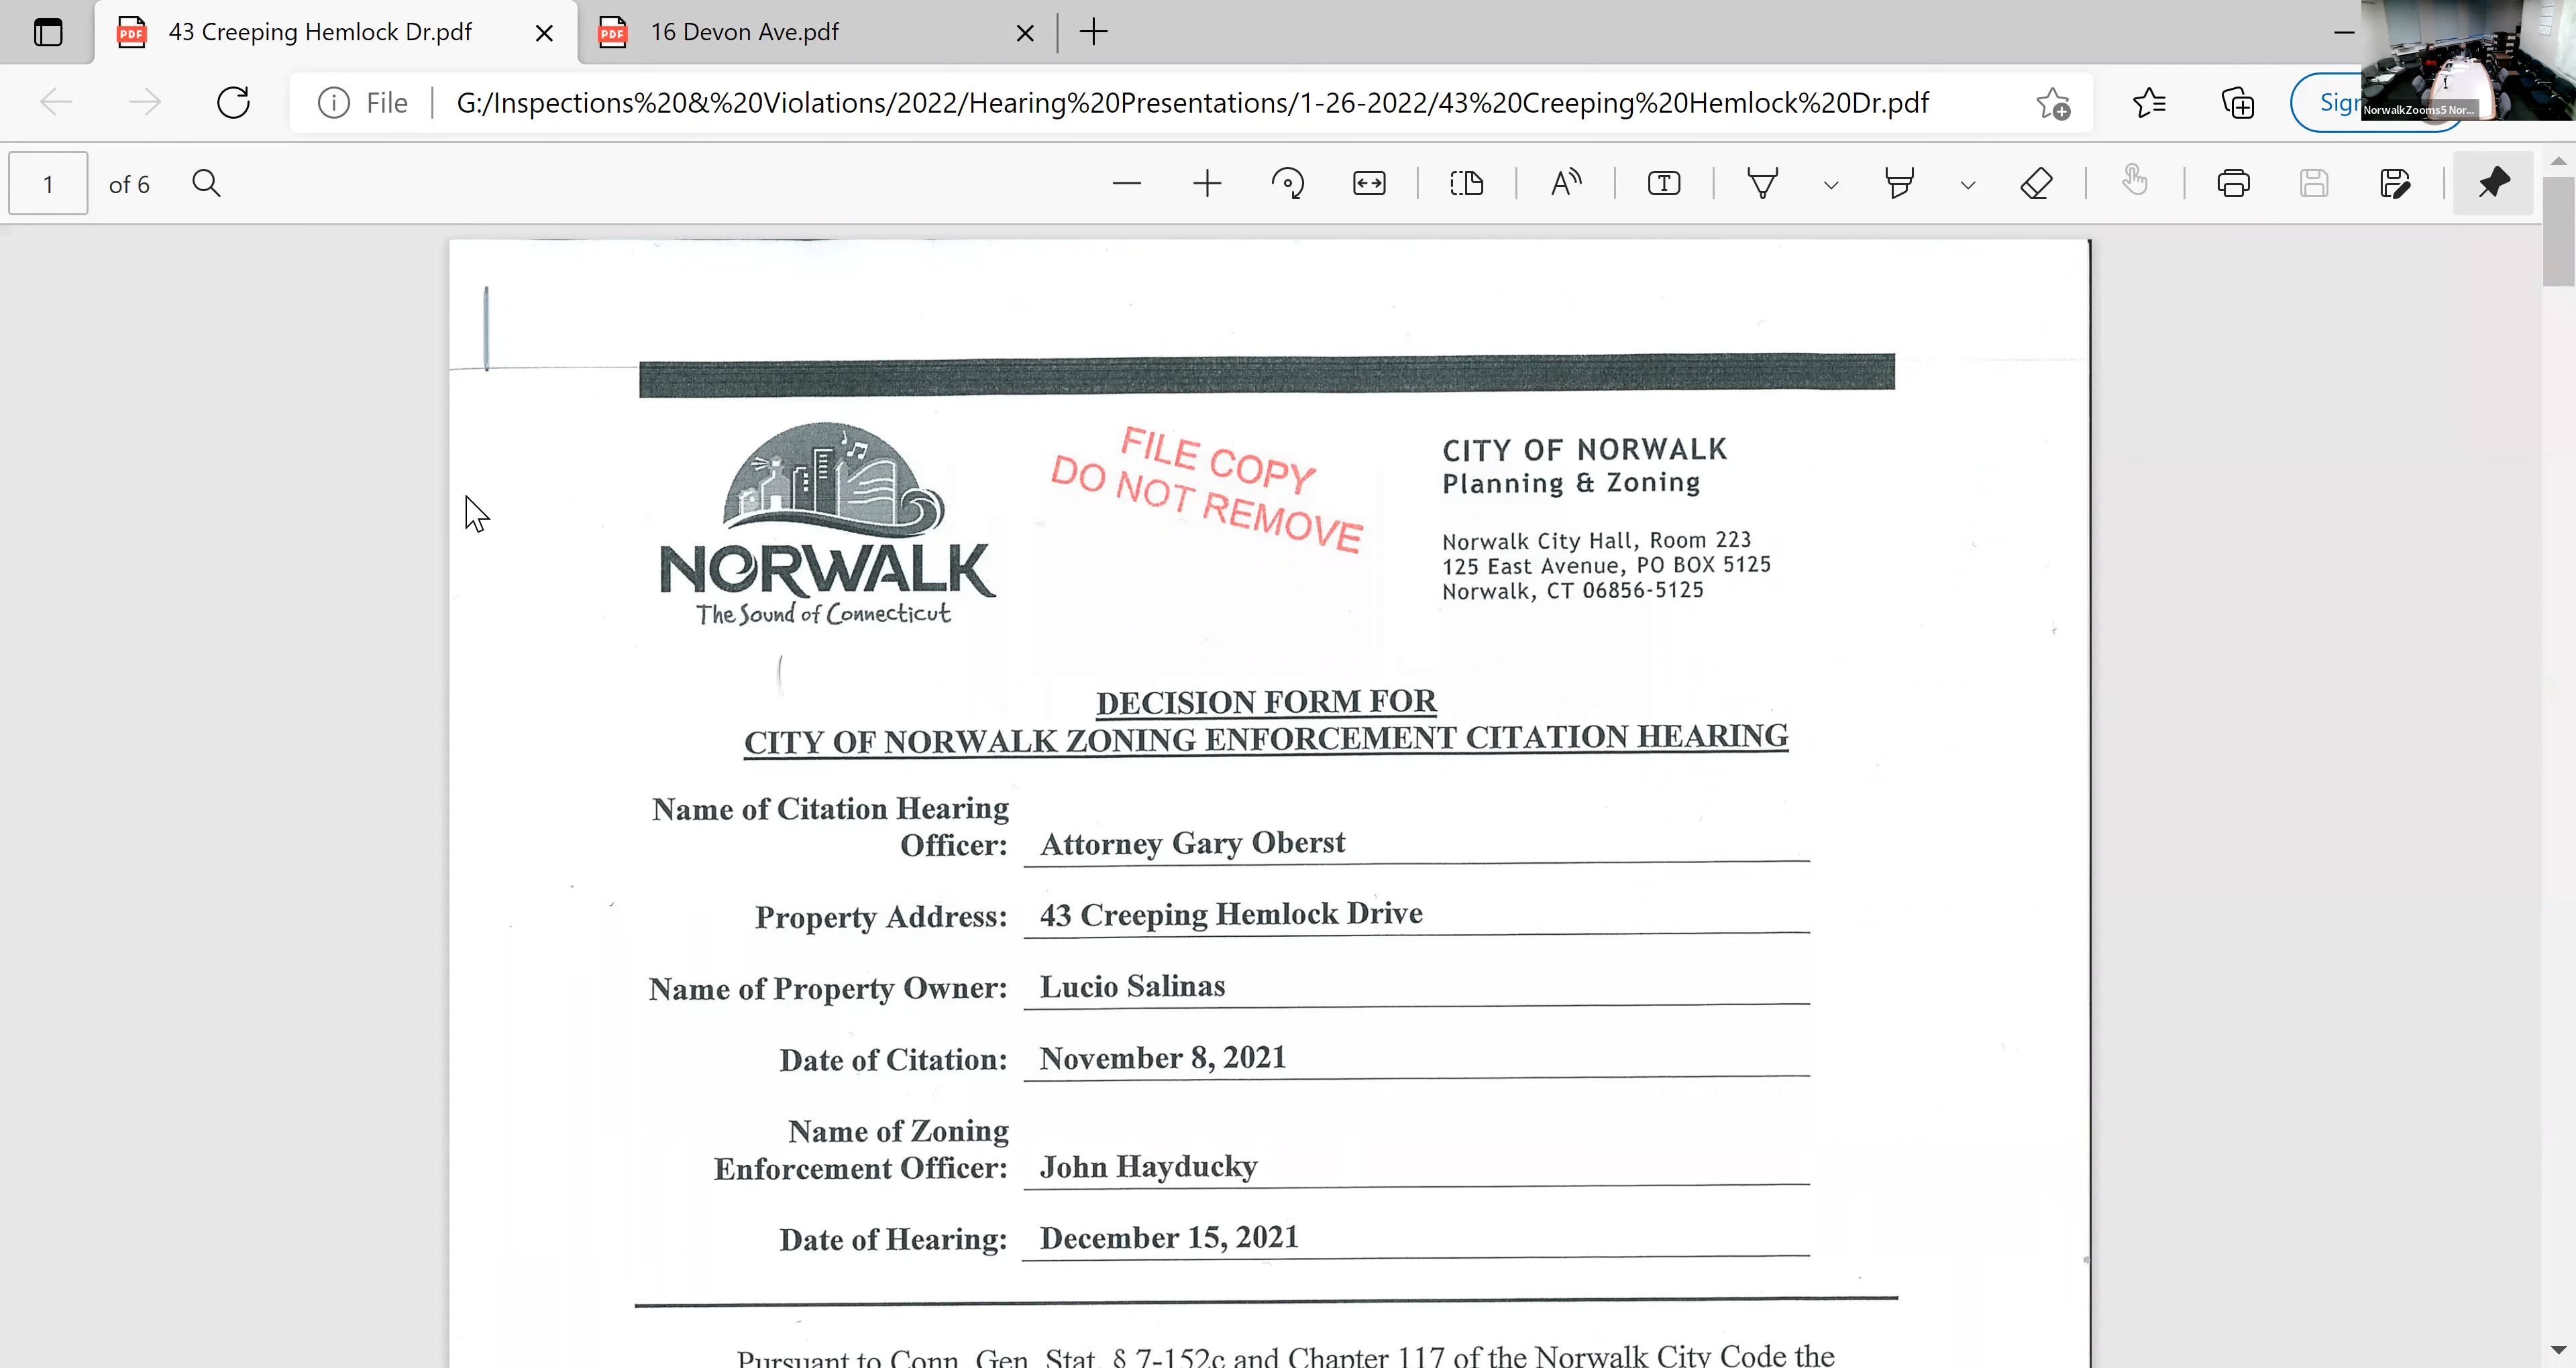 43 Creeping Hemlock Dr.pdf
16 Devon Ave.pdf
File
G:/Inspections%20&%20Violations/2022/Hearing%20Presentations/1-26-2022/43%20Creeping%20Hemlock%20Dr.pdf
Sign
NorwalkZooms5 Nor...
1 of 6
FILE COPY
DO NOT REMOVE
NORWALK
The Sound of Connecticut
CITY OF NORWALK
Planning & Zoning
Norwalk City Hall, Room 223
125 East Avenue, PO BOX 5125
Norwalk, CT 06856-5125
DECISION FORM FOR
CITY OF NORWALK ZONING ENFORCEMENT CITATION HEARING
Name of Citation Hearing
Officer: Attorney Gary Oberst
Property Address: 43 Creeping Hemlock Drive
Name of Property Owner: Lucio Salinas
Date of Citation: November 8, 2021
Name of Zoning
Enforcement Officer: John Hayducky
Date of Hearing: December 15, 2021
Pursuant to Conn. Gen. Stat. § 7-152c and Chapter 117 of the Norwalk City Code the